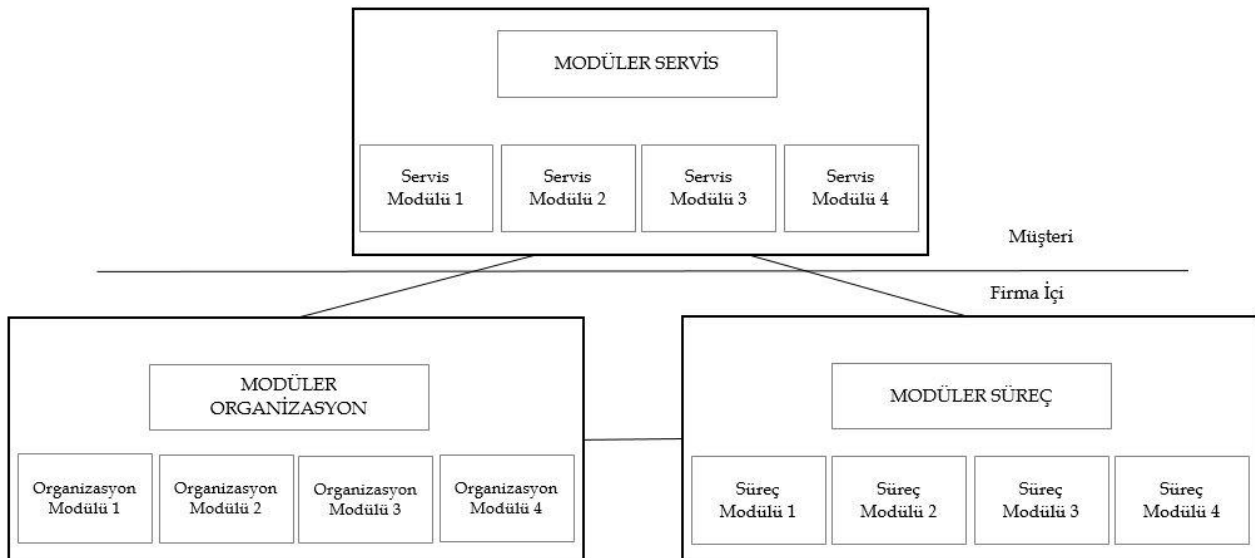 MODÜLER SERVİS
Servis
Modülü 1
Servis
Modülü 2
Servis
Modülü 3
Servis
Modülü 4
Müşteri
Firma İçi
MODÜLER
ORGANİZASYON
Organizasyon
Modülü 1
Organizasyon
Modülü 2
Organizasyon
Modülü 3
Organizasyon
Modülü 4
MODÜLER SÜREÇ
Süreç
Modülü 1
Süreç
Modülü 2
Süreç
Modülü 3
Süreç
Modülü 4